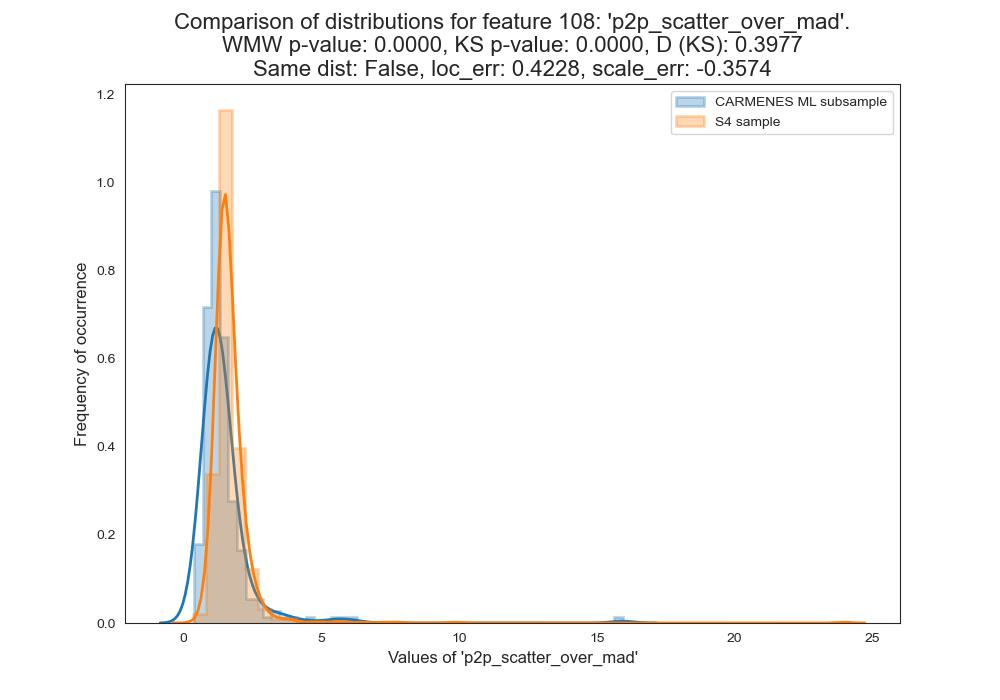 Comparison of distributions for feature 108: 'p2p_scatter_over_mad'.
WMW p-value: 0.0000, KS p-value: 0.0000, D (KS): 0.3977
Same dist: False, loc_err: 0.4228, scale_err: -0.3574
CARMENES ML subsample
S4 sample
Frequency of occurrence
1.2
1.0
0.8
0.6
0.4
0.2
0.0
0 5 10 15 20 25
Values of 'p2p_scatter_over_mad'